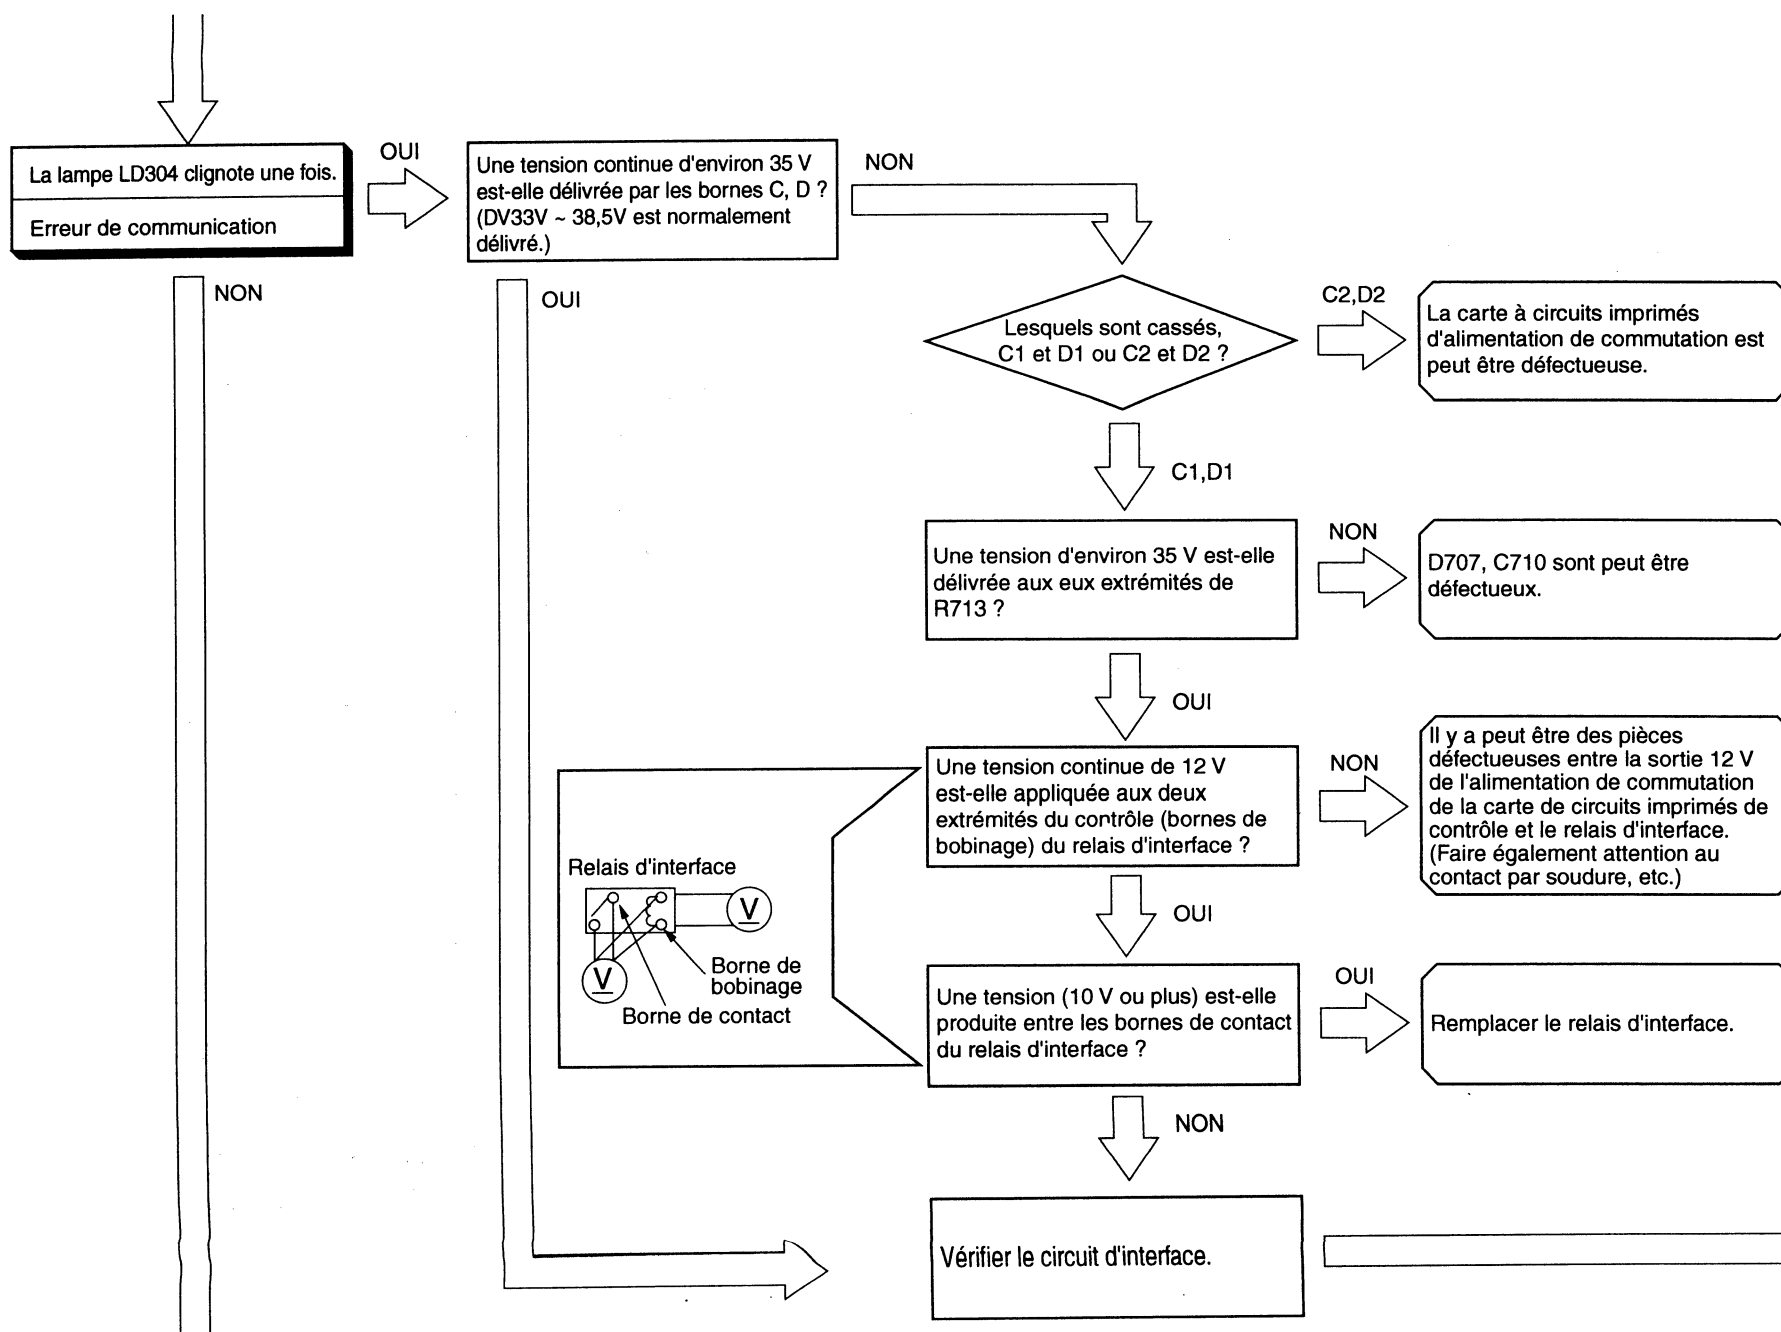 La lampe LD304 clignote une fois.
Erreur de communication
OUI
NON
Une tension continue d'environ 35 V
est-elle délivrée par les bornes C, D ?
(DV33V ~ 38,5V est normalement
délivré.)
NON
OUI
Lesquels sont cassés,
C1 et D1 ou C2 et D2 ?
C2,D2
La carte à circuits imprimés
d'alimentation de commutation est
peut être défectueuse.
C1,D1
Une tension d'environ 35 V est-elle
délivrée aux eux extrémités de
R713 ?
NON
D707, C710 sont peut être
défectueux.
OUI
Une tension continue de 12 V
est-elle appliquée aux deux
extrémités du contrôle (bornes de
bobinage) du relais d'interface ?
NON
Il y a peut être des pièces
défectueuses entre la sortie 12 V
de l'alimentation de commutation
de la carte de circuits imprimés de
contrôle et le relais d'interface.
(Faire également attention au
contact par soudure, etc.)
Relais d'interface
V
V
Borne de
bobinage
Borne de contact
OUI
Une tension (10 V ou plus) est-elle
produite entre les bornes de contact
du relais d'interface ?
OUI
Remplacer le relais d'interface.
NON
Vérifier le circuit d'interface.